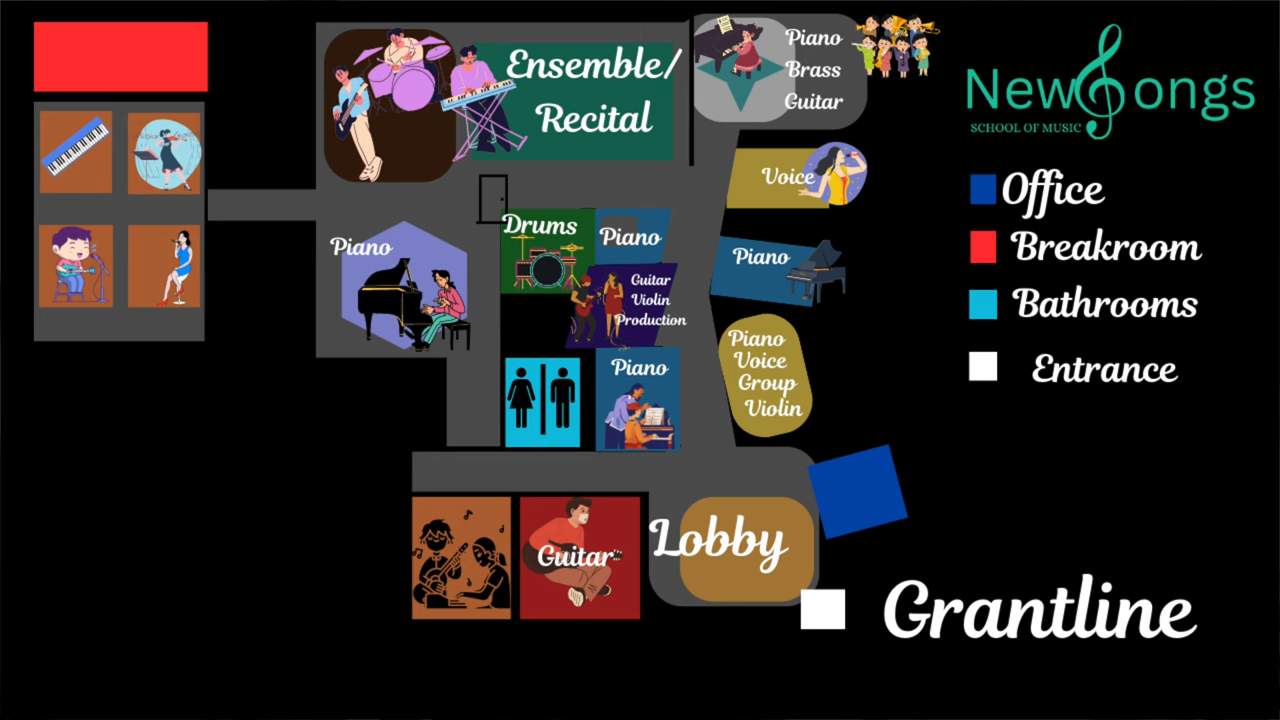 Ensemble/
Recital
Piano
Brass
Guitar
NewSongs
SCHOOL OF MUSIC
Voice
Office
Piano
Drums
Piano
Piano
Breakroom
Guitar
Violin
Production
Bathrooms
Piano
Piano
Voice
Group
Violin
Entrance
Guitar
Lobby
Grantline